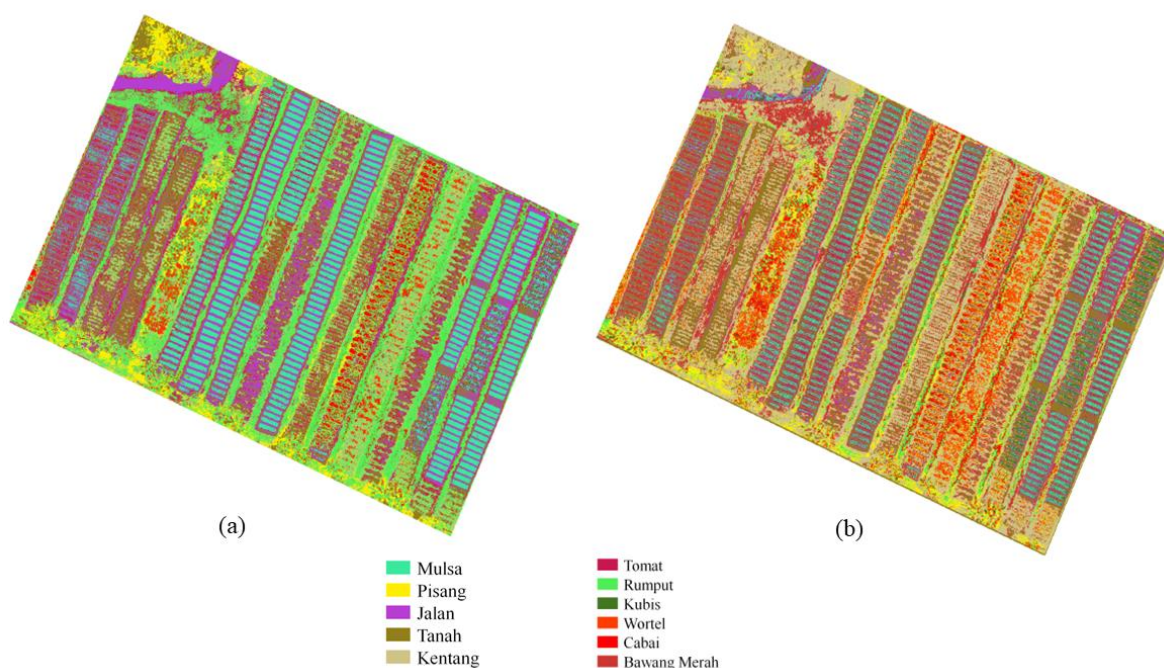 (a)
(b)
Mulsa
Pisang
Jalan
Tanah
Kentang
Tomat
Rumput
Kubis
Wortel
Cabai
Bawang Merah